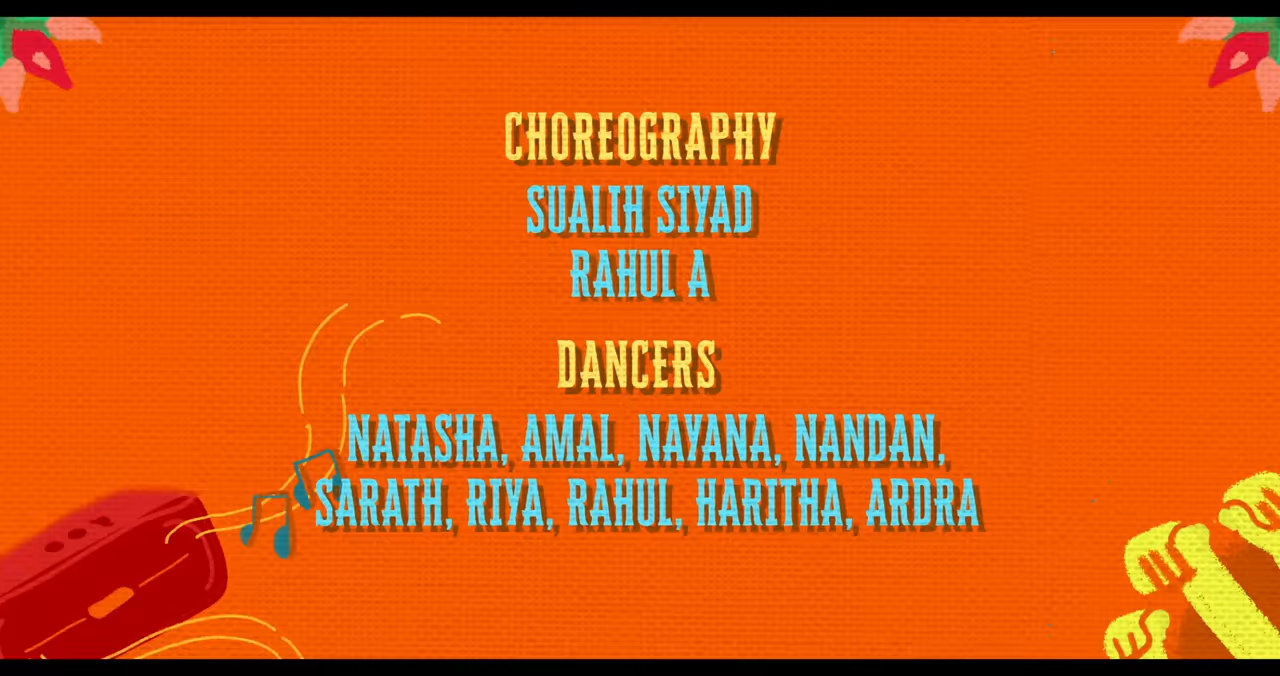 CHOREOGRAPHY
SUALIH SIYAD
RAHUL A
DANCERS
NATASHA, AMAL, NAYANA, NANDAN,
SARATH, RIYA, RAHUL, HARITHA, ARDRA